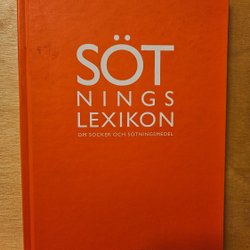 SÖT
NINGS
LEXIKON
OM SOCKER OCH SÖTNINGSMEDEL